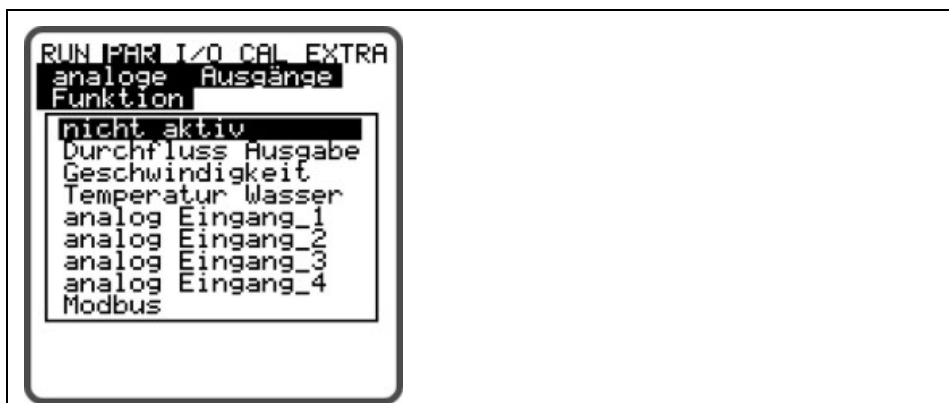 RUN PAR I/O CAL EXTRA
analoge Ausgänge
Funktion
nicht aktiv
Durchfluss Ausgabe
Geschwindigkeit
Temperatur Wasser
analog Eingang_1
analog Eingang_2
analog Eingang_3
analog Eingang_4
Modbus